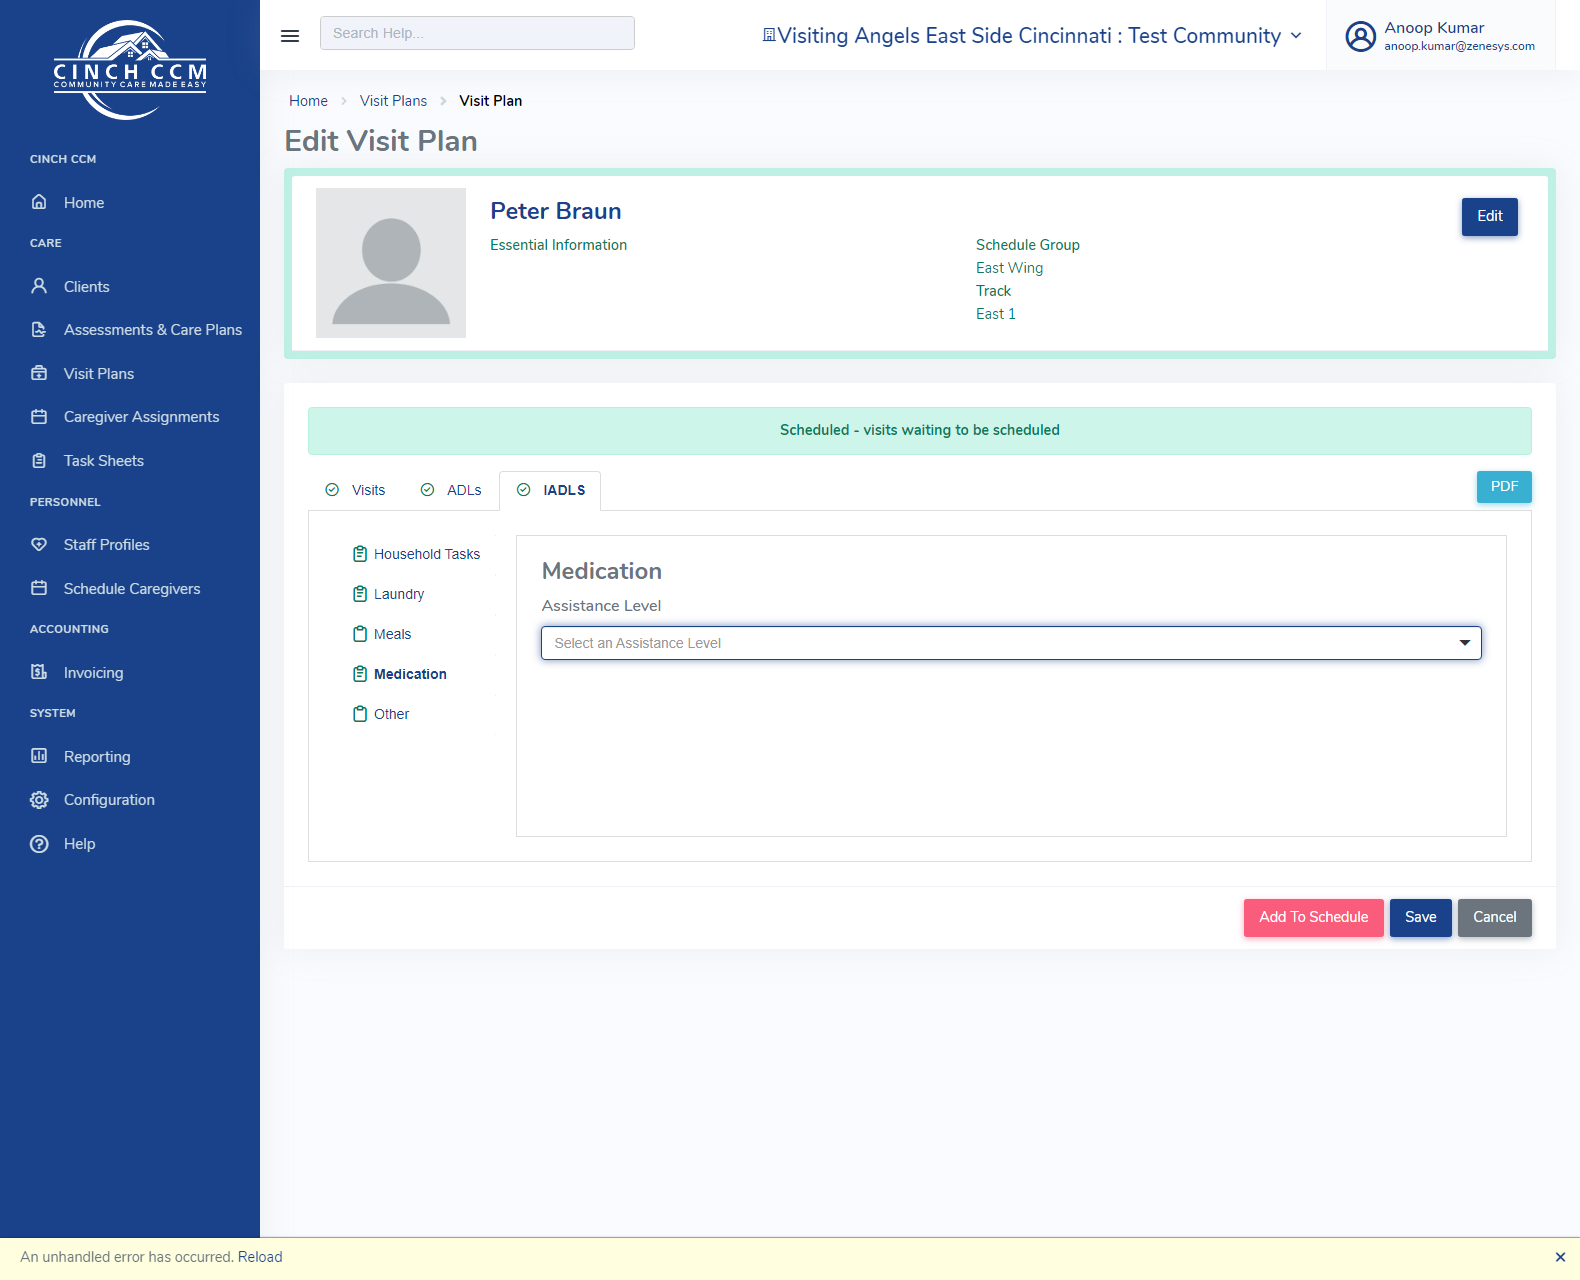 CINCH CCM
COMMUNITY CARE MADE EASY
CINCH CCM
Home
CARE
Clients
Assessments & Care Plans
Visit Plans
Caregiver Assignments
Task Sheets
PERSONNEL
Staff Profiles
Schedule Caregivers
ACCOUNTING
Invoicing
SYSTEM
Reporting
Configuration
Help
Search Help...
Visiting Angels East Side Cincinnati : Test Community
Anoop Kumar
anoop.kumar@zenesys.com
Home > Visit Plans > Visit Plan
Edit Visit Plan
Peter Braun
Edit
Essential Information
Schedule Group
East Wing
Track
East 1
Scheduled - visits waiting to be scheduled
Visits ADLs IADLS
PDF
Household Tasks
Laundry
Meals
Medication
Other
Medication
Assistance Level
Select an Assistance Level
Add To Schedule Save Cancel
An unhandled error has occurred. Reload